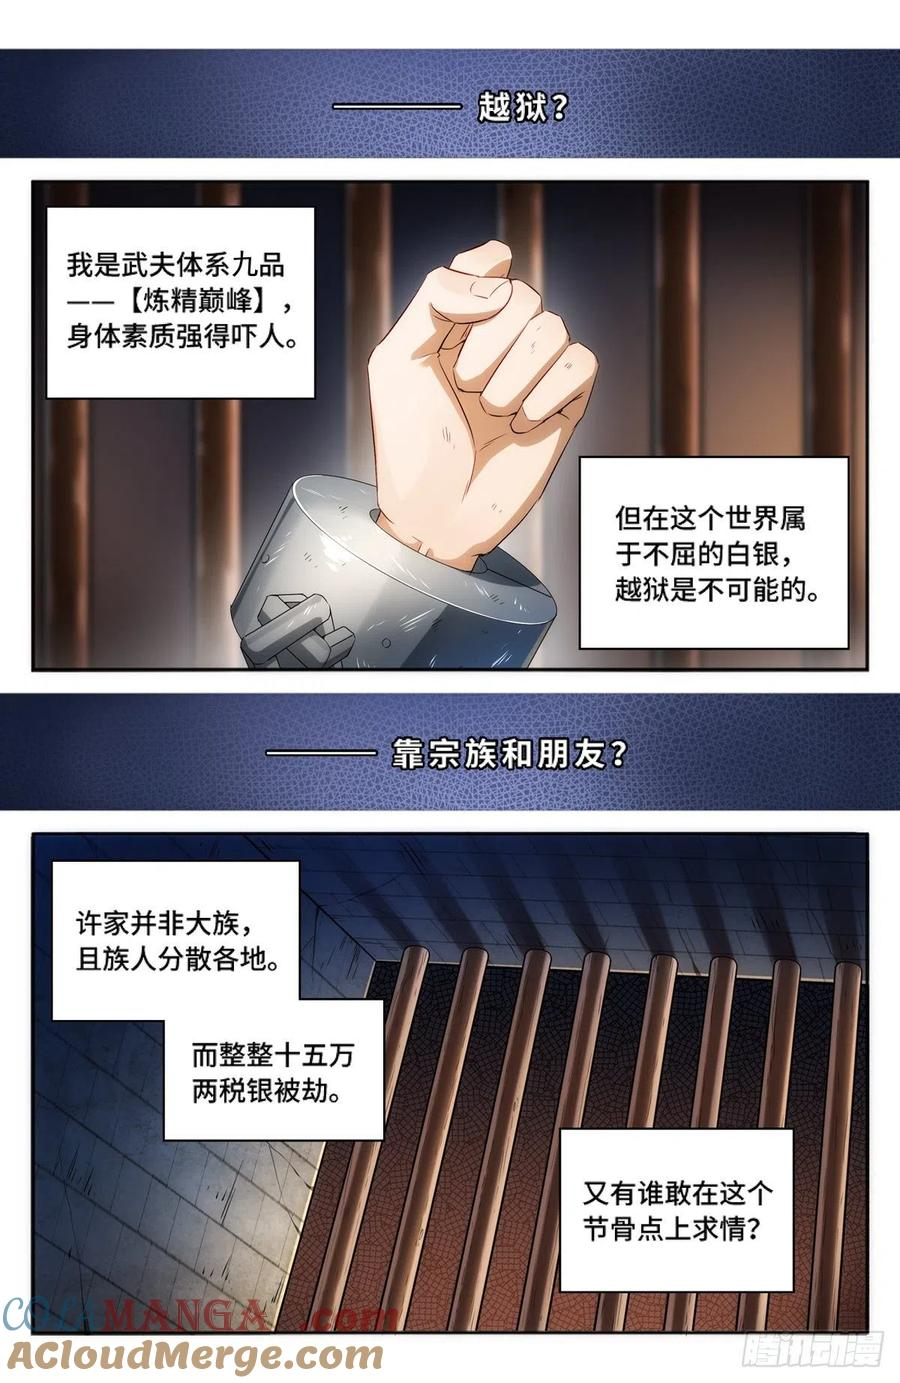 ——— 越狱？
我是武夫体系九品
——【炼精巅峰】，
身体素质强得吓人。
但在这个世界属
于不屈的白银，
越狱是不可能的。
——— 靠宗族和朋友？
许家并非大族，
且族人分散各地。
而整整十五万
两税银被劫。
又有谁敢在这个
节骨点上求情？
COLAMANGA.com
AcloudMerge.com
腾讯动漫